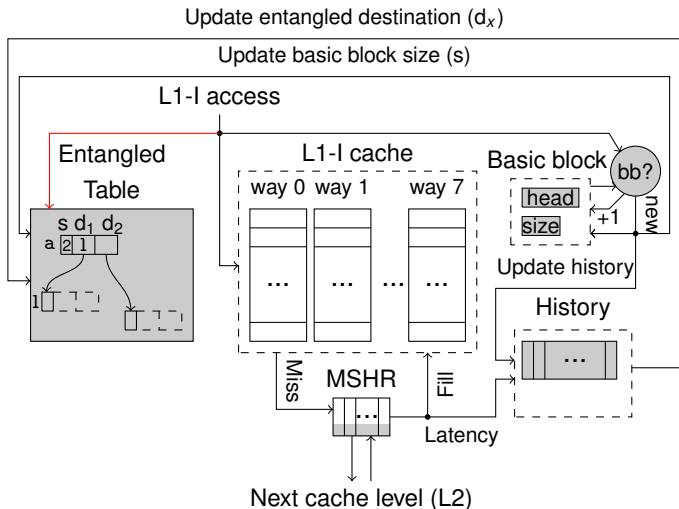 Update entangled destination (dₓ)
Update basic block size (s)
L1-I access
Entangled
Table
L1-I cache
way 0 way 1 way 7
... ...
...
Basic block
bb?
head
size
+1
new
s d₁ d₂
a 2 l
l
Update history
History
...
Miss
MSHR
...
Fill
Latency
Next cache level (L2)